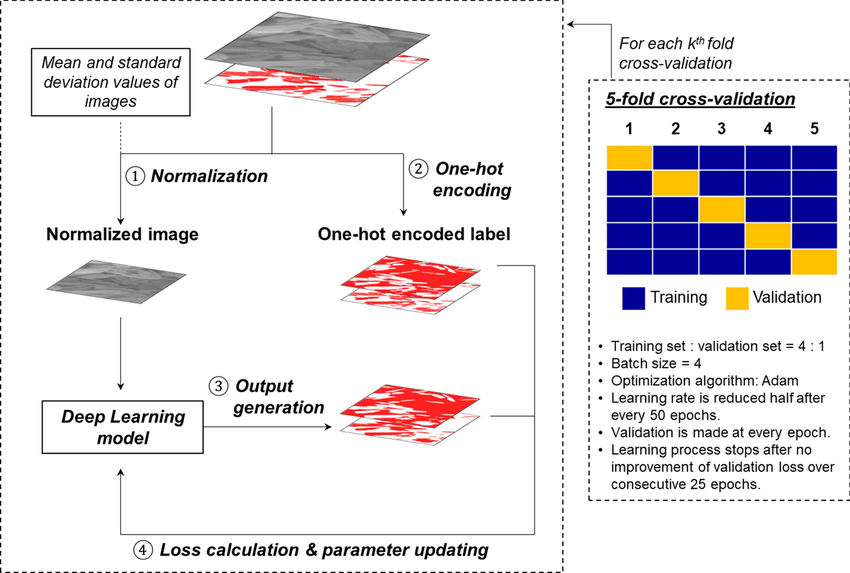 Mean and standard
deviation values of
images
① Normalization
② One-hot
encoding
Normalized image
One-hot encoded label
③ Output
generation
Deep Learning
model
④ Loss calculation & parameter updating
For each kth fold
cross-validation
5-fold cross-validation
1 2 3 4 5
Training
Validation
• Training set : validation set = 4 : 1
• Batch size = 4
• Optimization algorithm: Adam
• Learning rate is reduced half after
every 50 epochs.
• Validation is made at every epoch.
• Learning process stops after no
improvement of validation loss over
consecutive 25 epochs.